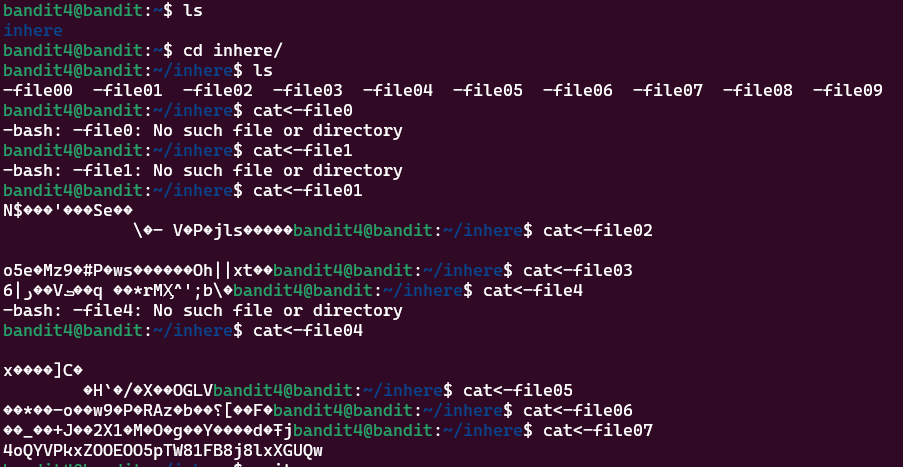 bandit4@bandit:~$ ls
inhere
bandit4@bandit:~$ cd inhere/
bandit4@bandit:~/inhere$ ls
-file00  -file01  -file02  -file03  -file04  -file05  -file06  -file07  -file08  -file09
bandit4@bandit:~/inhere$ cat<-file0
-bash: -file0: No such file or directory
bandit4@bandit:~/inhere$ cat<-file1
-bash: -file1: No such file or directory
bandit4@bandit:~/inhere$ cat<-file01
N$���'���Se��
\�- V�P�jls�����bandit4@bandit:~/inhere$ cat<-file02
o5e�Mz9�#P�ws������Oh||xt��bandit4@bandit:~/inhere$ cat<-file03
bandit4@bandit:~/inhere$ cat<-file4
-bash: -file4: No such file or directory
bandit4@bandit:~/inhere$ cat<-file04
x����]C�
�H`�/�X��OGLVbandit4@bandit:~/inhere$ cat<-file05
��*��-o��w9�P�RAz�b��؟[��F�bandit4@bandit:~/inhere$ cat<-file06
��_��+J��2X1�M�O�g��Y����d�Ŧjbandit4@bandit:~/inhere$ cat<-file07
4oQYVPkxZOOEOO5pTW81FB8j8lxXGUQw